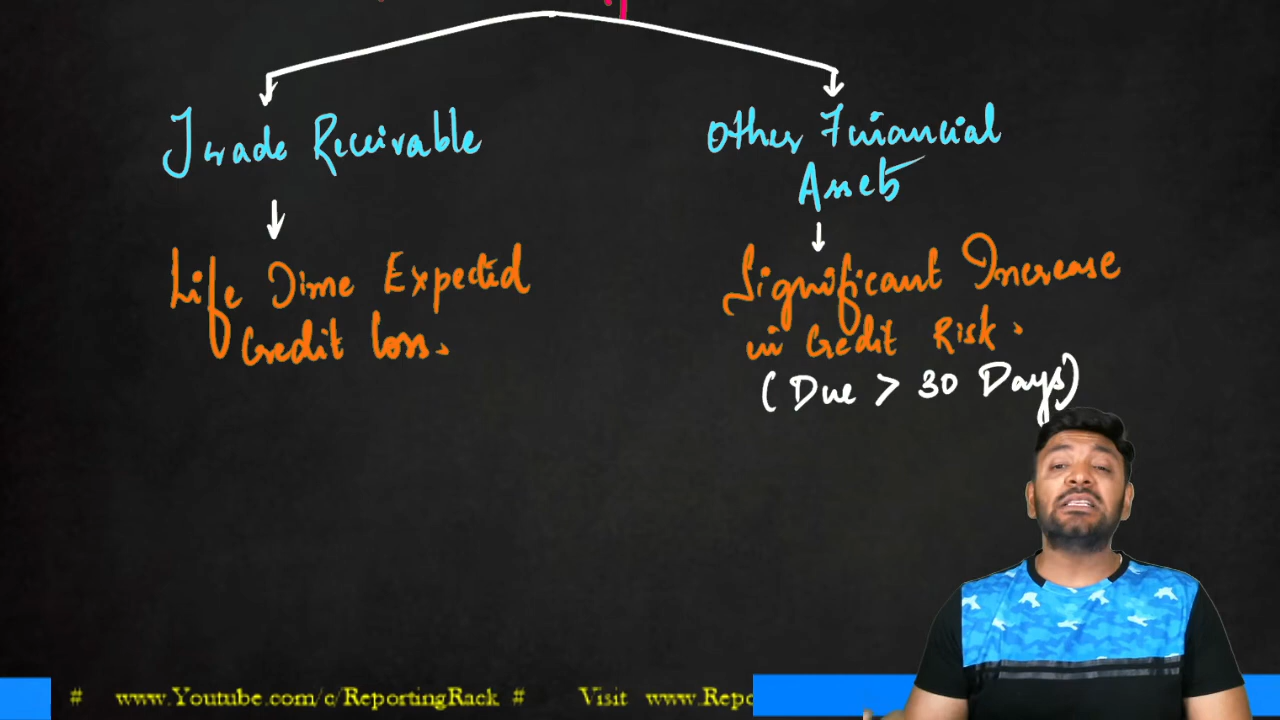 Trade Receivable
Other Financial
Assets
Life Time Expected
Credit loss.
Significant Increase
in Credit Risk.
(Due > 30 Days)
# www.Youtube.com/c/ReportingRack # Visit www.Repo